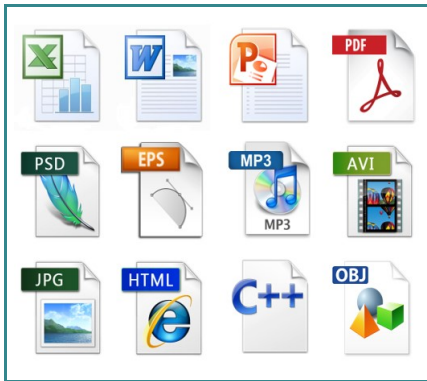 X W P PDF
PSD EPS MP3 AVI
MP3
JPG HTML C++ OBJ
e